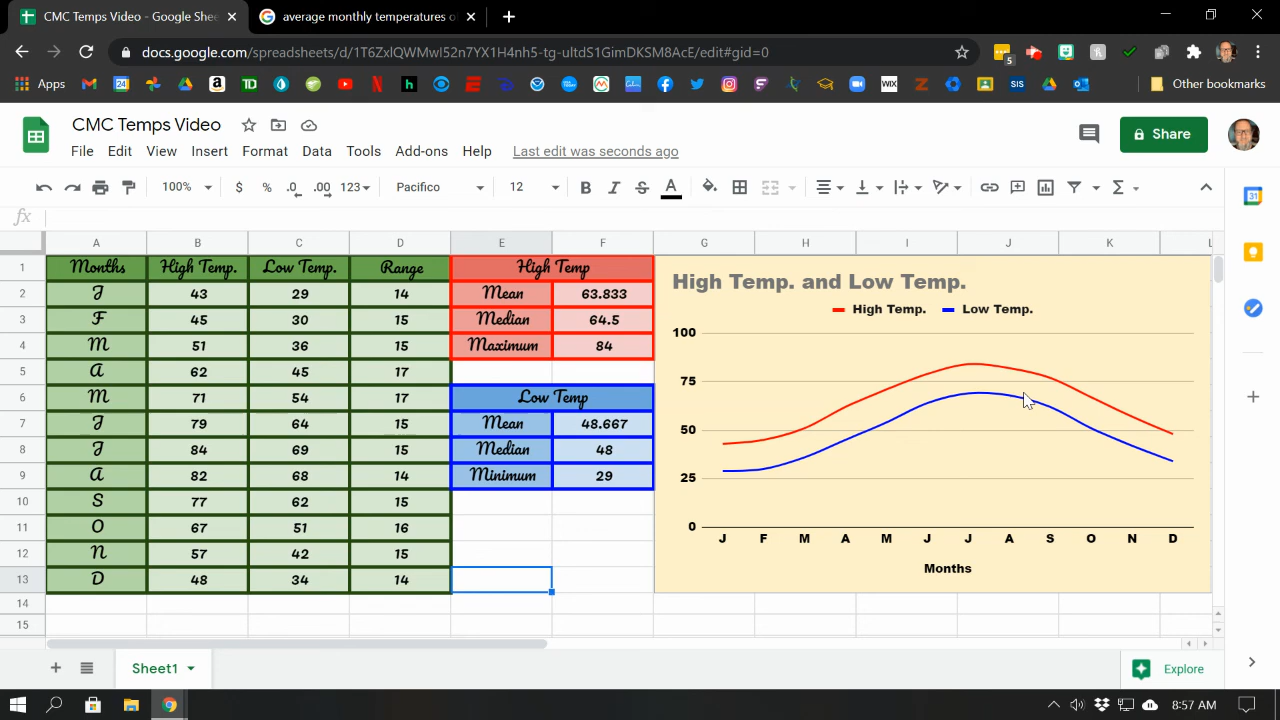 CMC Temps Video - Google She
average monthly temperatures o
docs.google.com/spreadsheets/d/1T6ZxlQWMwl52n7YX1H4nh5-tg-ultdS1GimDKSM8AcE/edit#gid=0
Apps
Other bookmarks
CMC Temps Video
Share
File Edit View Insert Format Data Tools Add-ons Help Last edit was seconds ago
100% $ % .0 .00 123 Pacifico 12 B I S A
fx
A B C D E F G H I J K L
1 Months High Temp. Low Temp. Range High Temp
2 J 43 29 14 Mean 63.833
3 F 45 30 15 Median 64.5
4 M 51 36 15 Maximum 84
5 A 62 45 17
6 M 71 54 17 Low Temp
7 J 79 64 15 Mean 48.667
8 J 84 69 15 Median 48
9 A 82 68 14 Minimum 29
10 S 77 62 15
11 O 67 51 16
12 N 57 42 15
13 D 48 34 14
14
15
High Temp. and Low Temp.
High Temp. Low Temp.
100
75
50
25
0
J F M A M J J A S O N D
Months
Sheet1
Explore
8:57 AM